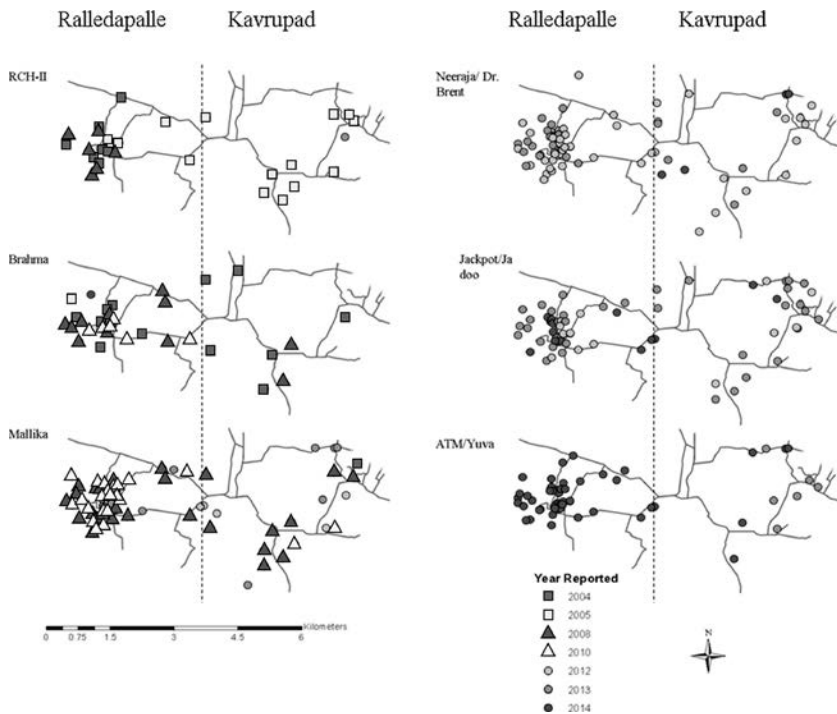 Ralledapalle Kavrupad
RCH-II
Brahma
Mallika
Kilometers
0 0.75 1.5 3 4.5 6
Ralledapalle Kavrupad
Neeraja/ Dr.
Brent
Jackpot/Ja
doo
ATM/Yuva
Year Reported
2004
2005
2008
2010
2012
2013
2014
N